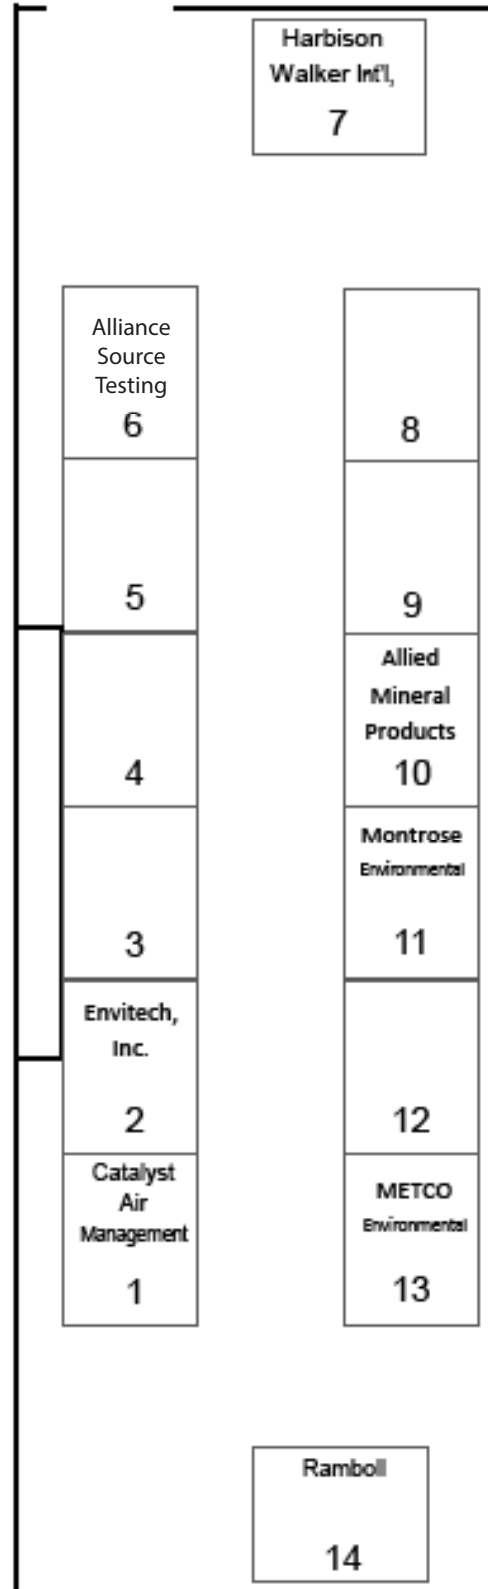 Harbison
Walker Int'l,
7
Alliance
Source
Testing
6
5
4
3
Envitech,
Inc.
2
Catalyst
Air
Management
1
8
9
Allied
Mineral
Products
10
Montrose
Environmental
11
12
METCO
Environmental
13
Ramboll
14